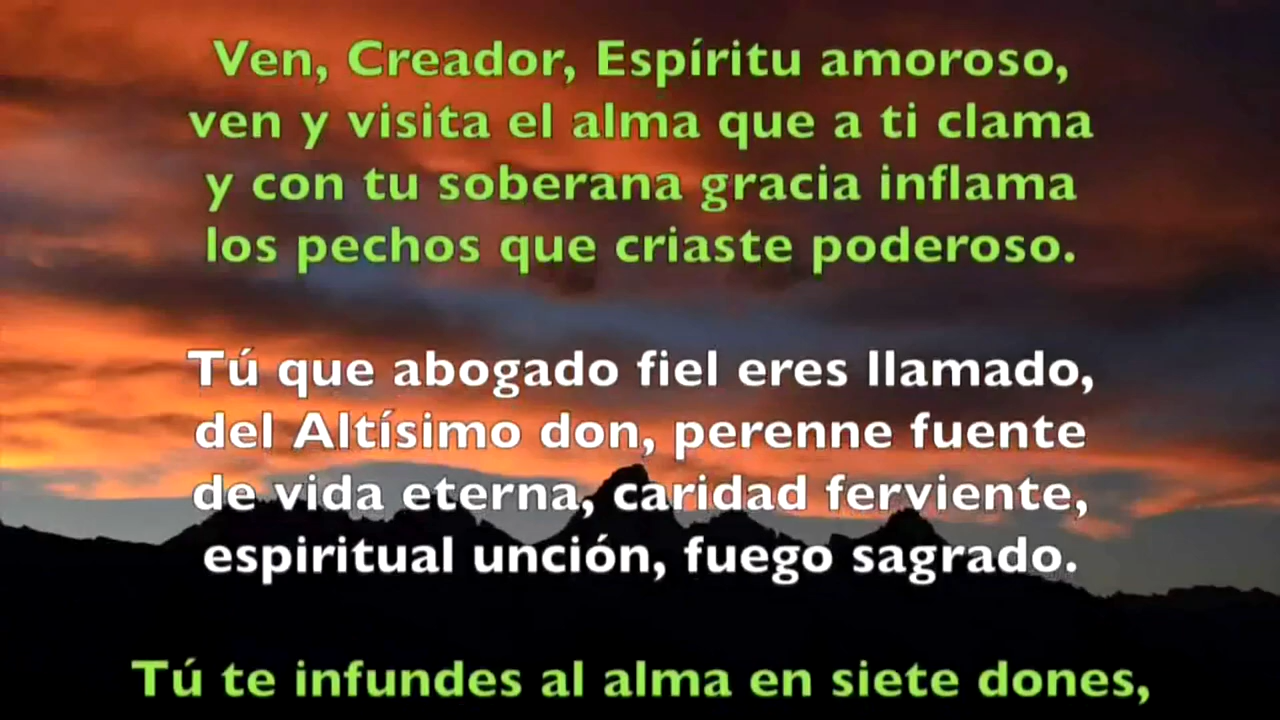 Ven, Creador, Espíritu amoroso,
ven y visita el alma que a ti clama
y con tu soberana gracia inflama
los pechos que criaste poderoso.
Tú que abogado fiel eres llamado,
del Altísimo don, perenne fuente
de vida eterna, caridad ferviente,
espiritual unción, fuego sagrado.
Tú te infundes al alma en siete dones,